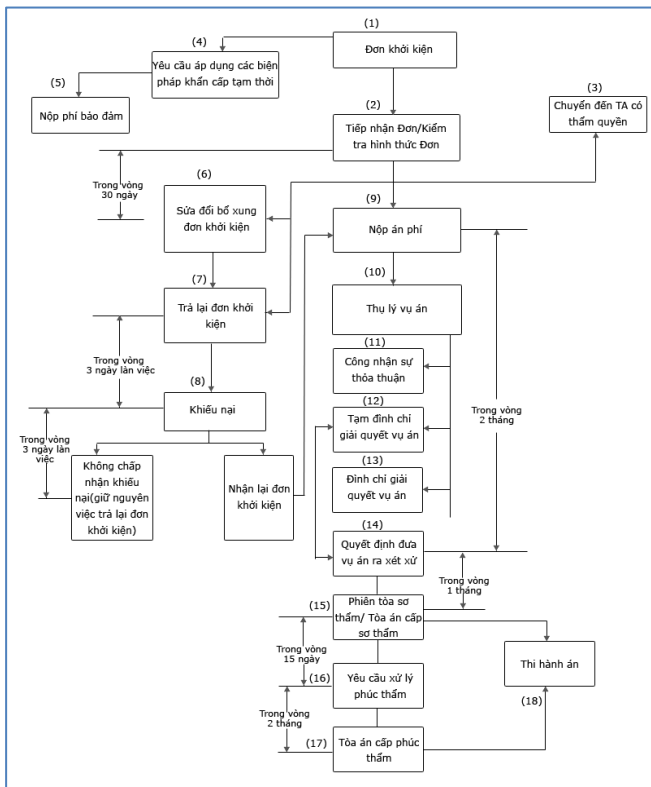 (1)
Đơn khởi kiện
(4)
Yêu cầu áp dụng các biện
pháp khẩn cấp tạm thời
(5)
Nộp phí bảo đảm
(3)
Chuyển đến TA có
thẩm quyền
(2)
Tiếp nhận Đơn/Kiểm
tra hình thức Đơn
Trong vòng
30 ngày
(6)
Sửa đổi bổ xung
đơn khởi kiện
(9)
Nộp án phí
(7)
Trả lại đơn khởi
kiện
(10)
Thụ lý vụ án
(11)
Công nhận sự
thỏa thuận
Trong vòng
3 ngày làn việc
(8)
Khiếu nại
(12)
Tạm đình chỉ
giải quyết vụ án
Trong vòng
2 tháng
Trong vòng
3 ngày làn
việc
Không chấp
nhận khiếu
nại(giữ nguyên
việc trả lại đơn
khởi kiện)
Nhận lại đơn
khởi kiện
(13)
Đình chỉ giải
quyết vụ án
(14)
Quyết định đưa
vụ án ra xét xử
Trong vòng
1 tháng
(15)
Phiên tòa sơ
thẩm/ Tòa án cấp
sơ thẩm
Trong vòng
15 ngày
Thi hành án
(16)
Yêu cầu xử lý
phúc thẩm
(18)
Trong vòng
2 tháng
(17)
Tòa án cấp phúc
thẩm